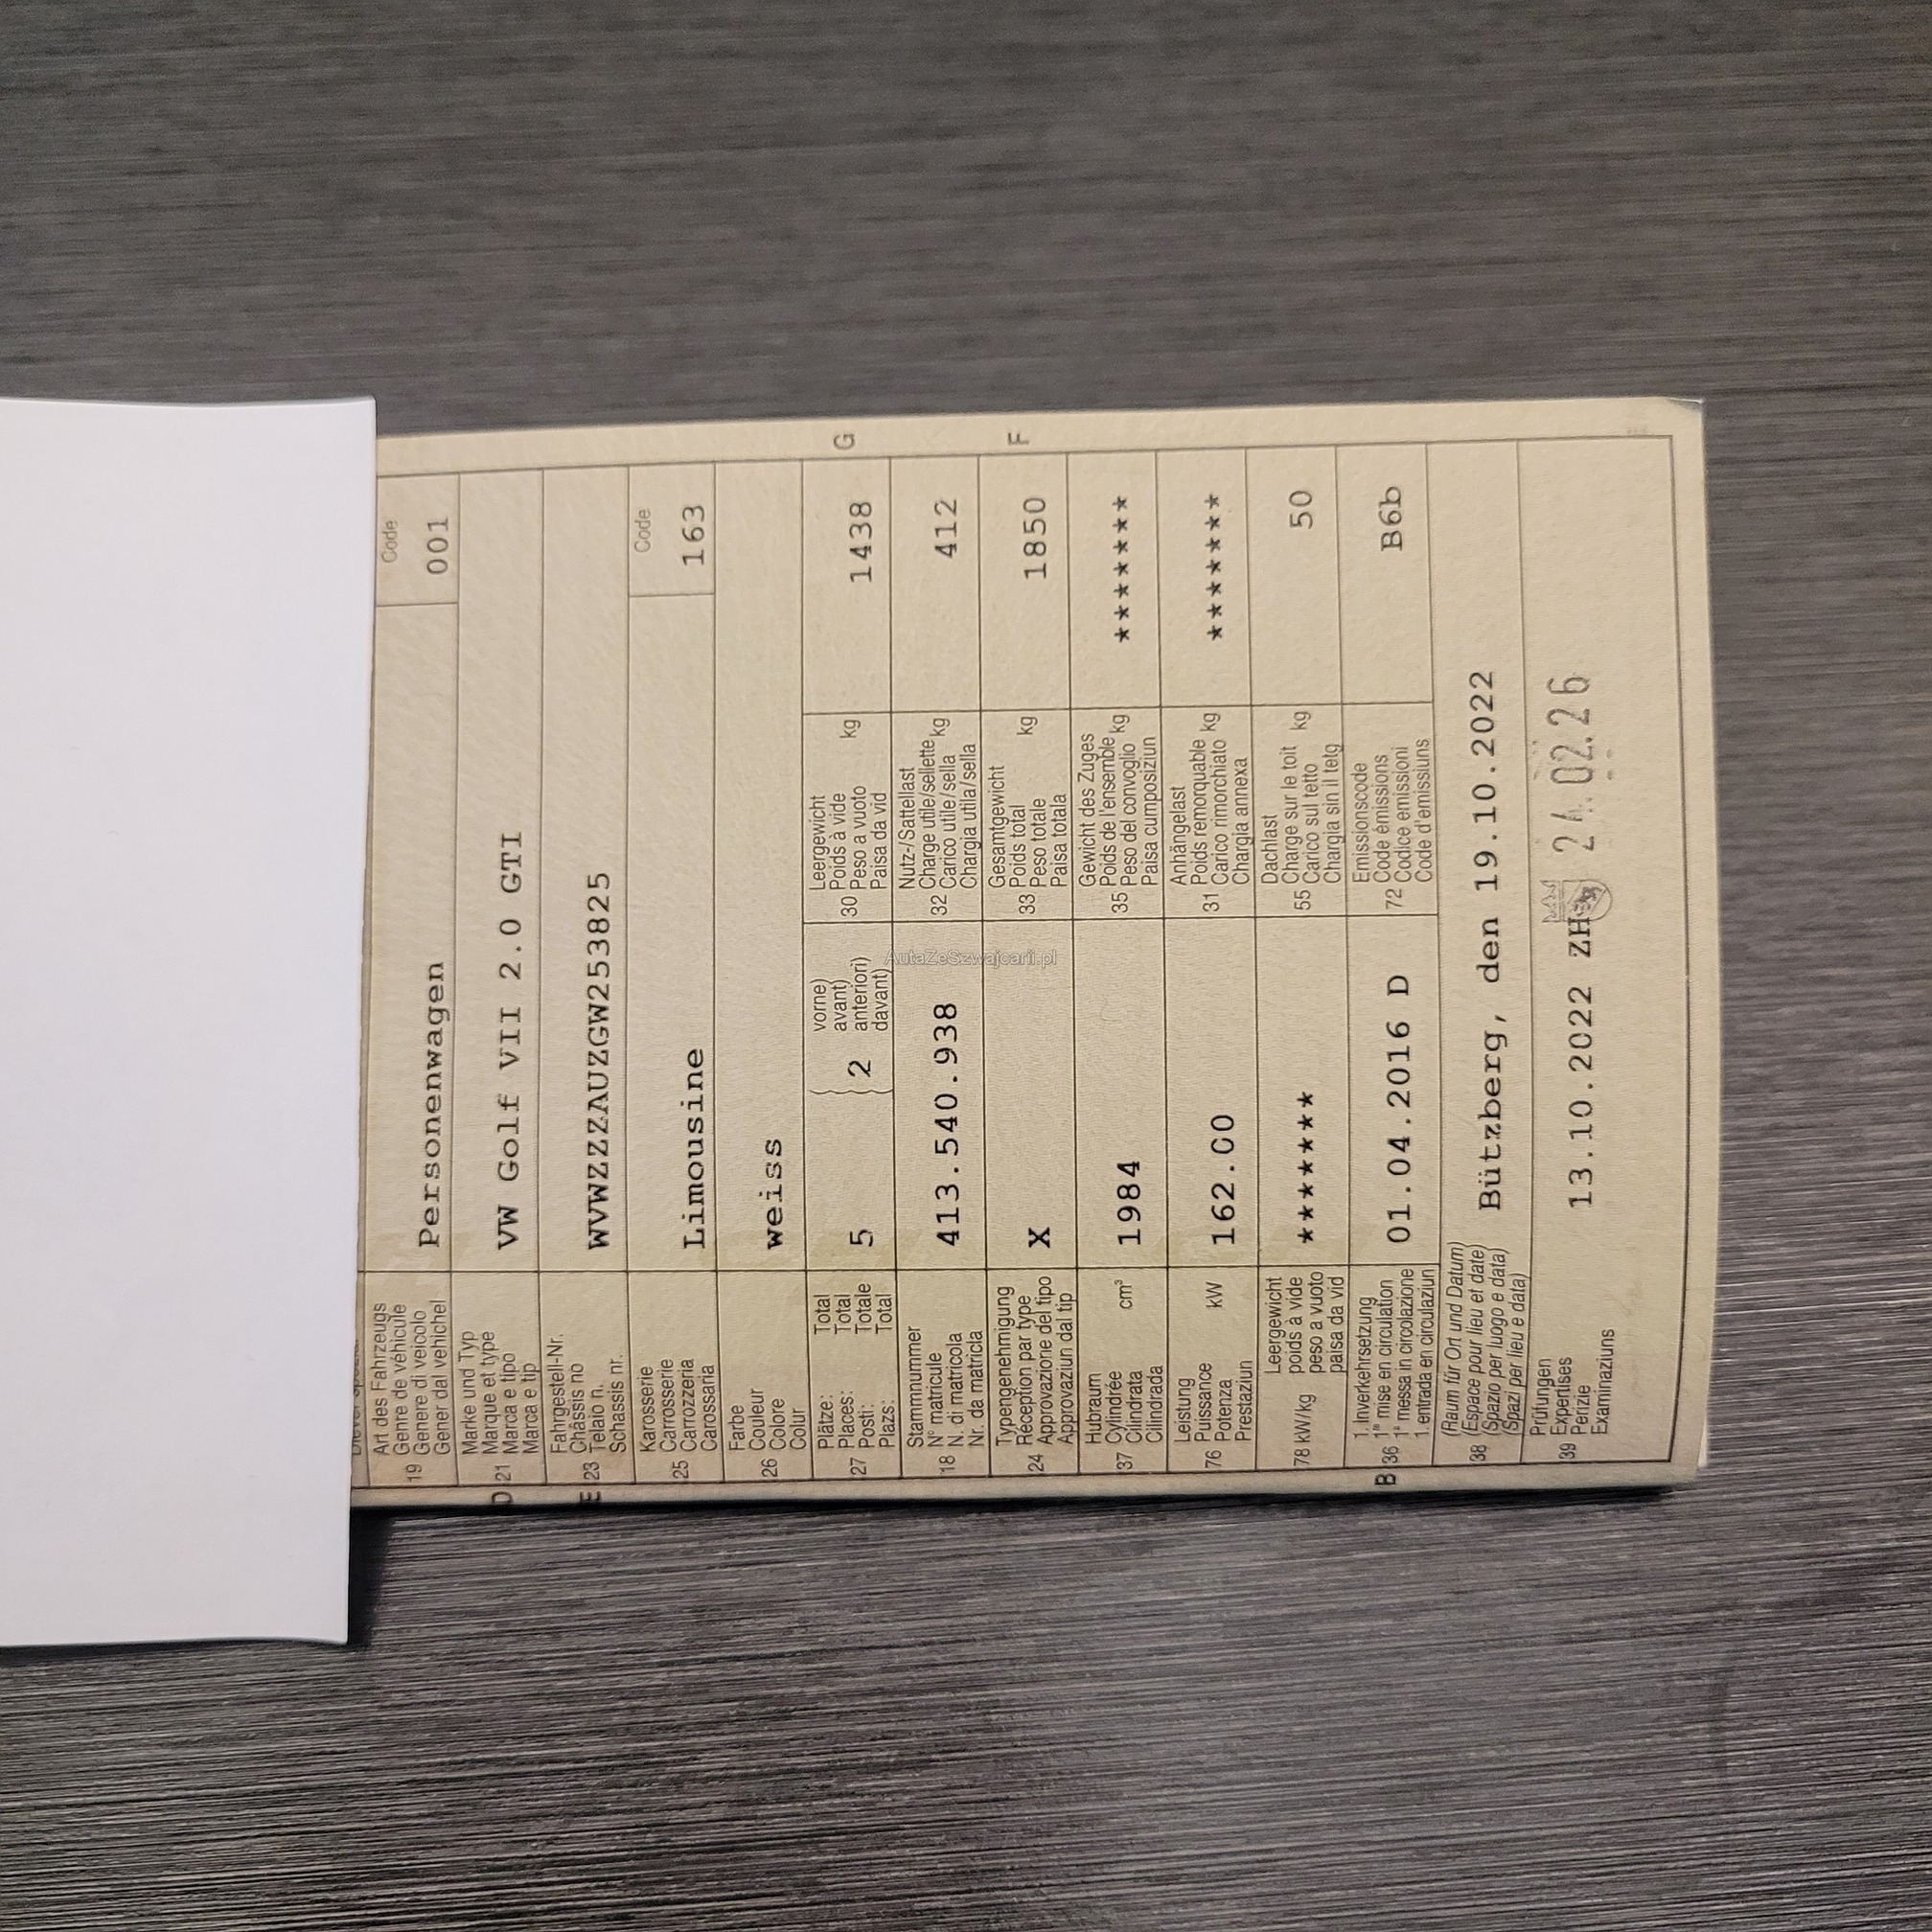 Art des Fahrzeugs
Genre de véhicule
19 Genere di veicolo
Gener dal vehichel
Personenwagen
Code
001
Marke und Typ
Marque et type
D 21 Marca e tipo
Marca e tip
VW Golf VII 2.0 GTI
Fahrgestell-Nr.
Châssis no
E 23 Telaio n.
Schassis nr.
WVWZZZAUZGW253825
Karosserie
Carrosserie
25 Carrozzeria
Carossaria
Limousine
Code
163
Farbe
Couleur
26 Colore
Colur
weiss
Plätze: Total
Places: Total
27 Posti: Totale
Plazs: Total
5
2
vorne)
avant)
anteriori)
davant)
Leergewicht
Poids à vide
30 Peso a vuoto kg
Paisa da vid
1438
G
Stammnummer
N° matricule
18 N. di matricola
Nr. da matricla
413.540.938
Nutz-/Sattellast
Charge utile/sellette
32 Carico utile/sella kg
Chargia utila/sella
412
Typengenehmigung
Réception par type
24 Approvazione del tipo
Approvaziun dal tip
X
Gesamtgewicht
Poids total
33 Peso totale kg
Paisa totala
1850
F
Hubraum
Cylindrée
37 Cilindrata cm³
Cilindrada
1984
Gewicht des Zuges
Poids de l'ensemble
35 Peso del convoglio kg
Paisa cumposiziun
*******
Leistung
Puissance
76 Potenza kW
Prestaziun
162.00
Anhängelast
Poids remorquable
31 Carico rimorchiato kg
Chargia annexa
*******
Leergewicht
poids à vide
78 kW/kg peso a vuoto
paisa da vid
*******
Dachlast
Charge sur le toit
55 Carico sul tetto kg
Chargia sin il tetg
50
1. Inverkehrsetzung
1re mise en circulation
B 36 1a messa in circolazione
1. entrada en circulaziun
01.04.2016 D
Emissionscode
Code émissions
72 Codice emissioni
Code d'emissiuns
B6b
(Raum für Ort und Datum)
(Espace pour lieu et date)
38 (Spazio per luogo e data)
(Spazi per lieu e data)
Bützberg, den 19.10.2022
Prüfungen
Expertises
39 Perizie
Examinaziuns
13.10.2022 ZH
24.02.26
AutaZeSzwajcarii.pl